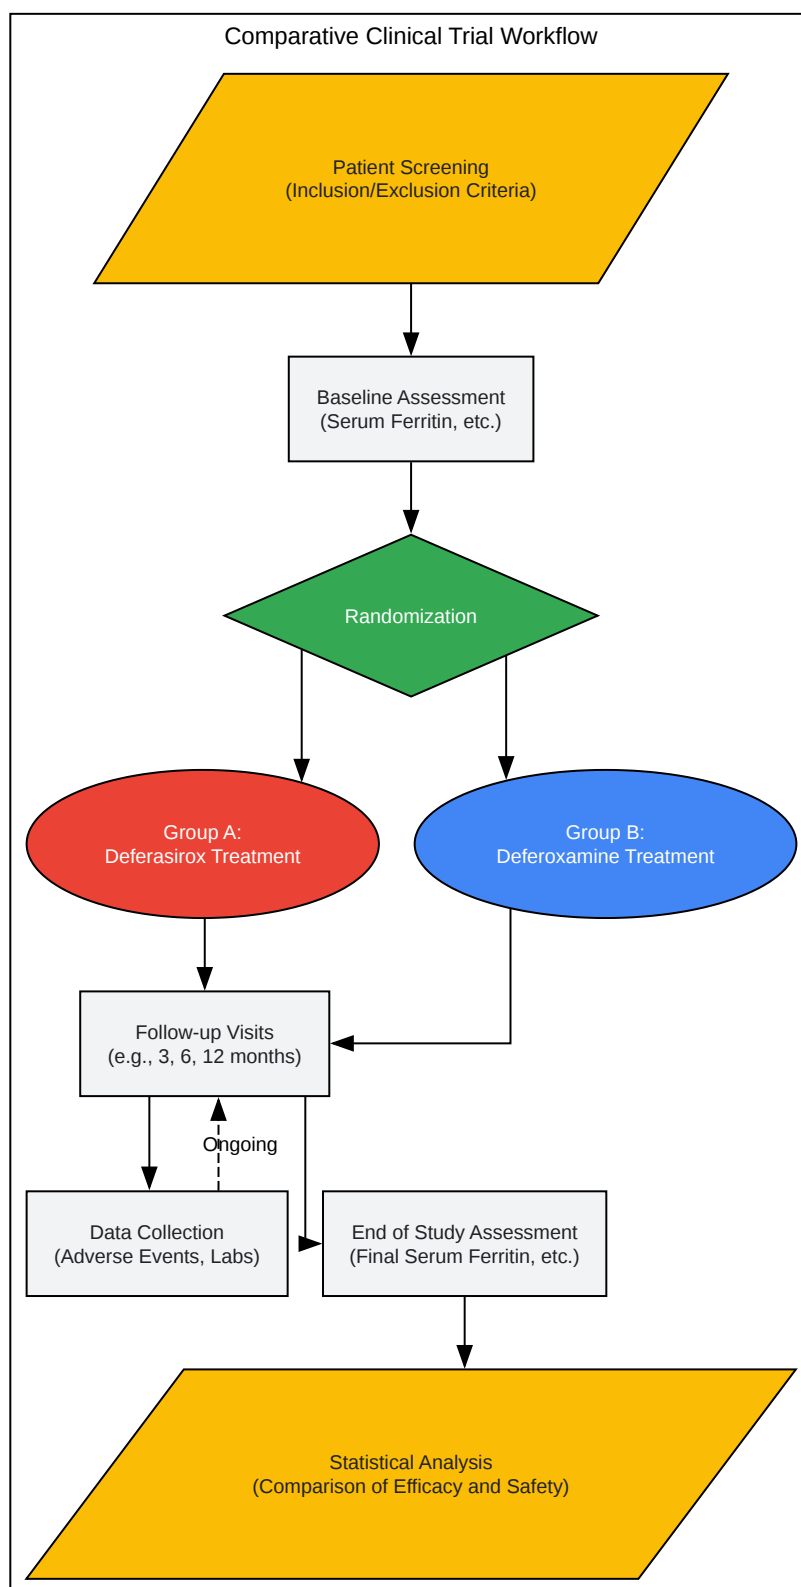 Comparative Clinical Trial Workflow
Patient Screening
(Inclusion/Exclusion Criteria)
Baseline Assessment
(Serum Ferritin, etc.)
Randomization
Group A:
Deferasirox Treatment
Group B:
Deferoxamine Treatment
Follow-up Visits
(e.g., 3, 6, 12 months)
Ongoing
Data Collection
(Adverse Events, Labs)
End of Study Assessment
(Final Serum Ferritin, etc.)
Statistical Analysis
(Comparison of Efficacy and Safety)